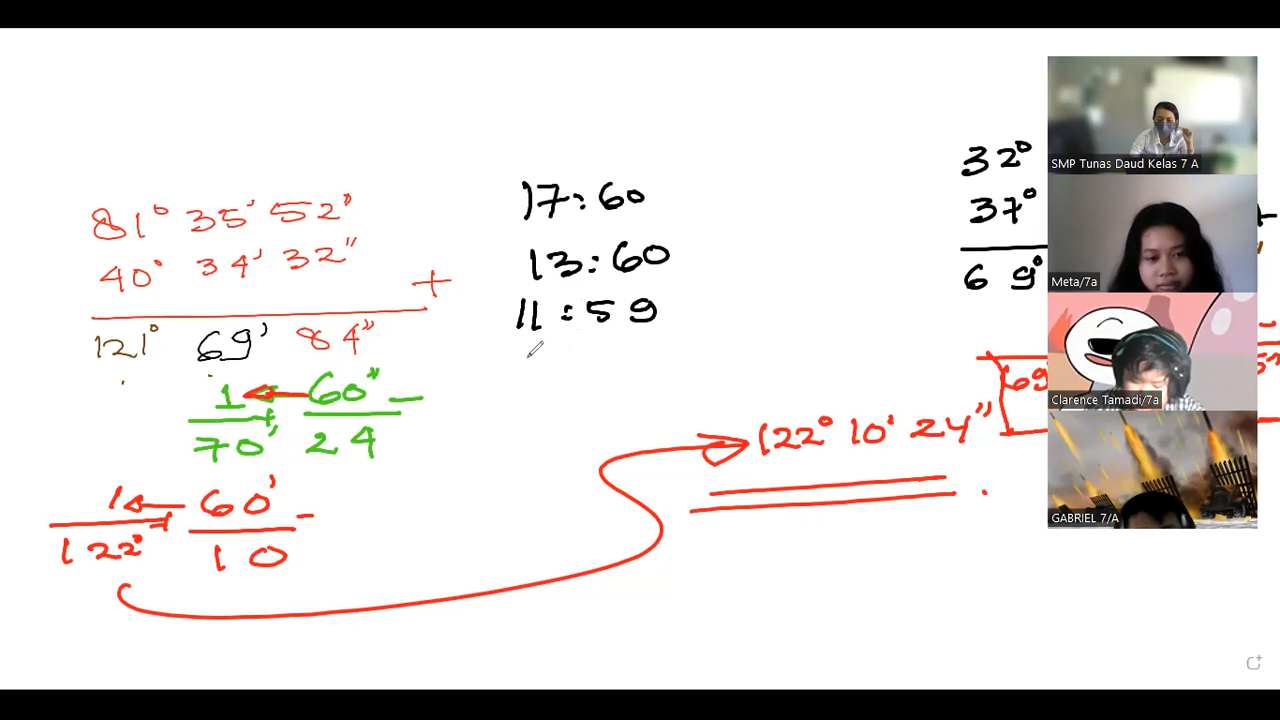 81° 35' 52"
40° 34' 32" +
121° 69' 84"
1 60" -
+
70' 24
1 60' -
+
122° 10
17:60
13:60
11:59
122° 10' 24"
32°
37°
69°
69
SMP Tunas Daud Kelas 7 A
Meta/7a
Clarence Tamadi/7a
GABRIEL 7/A